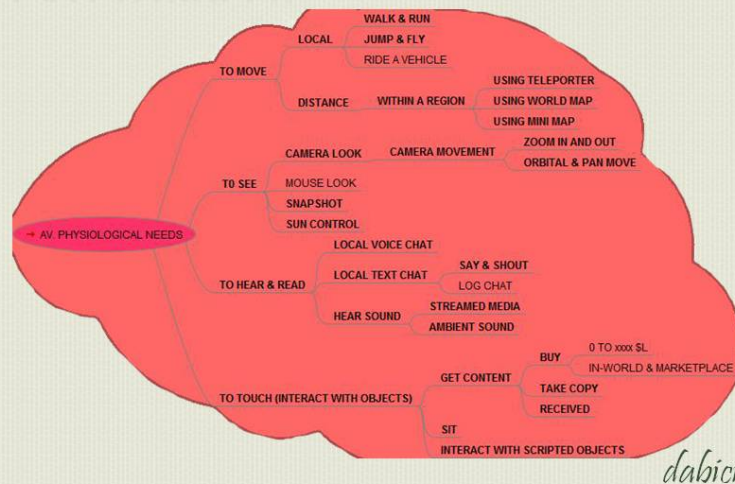 → AV. PHYSIOLOGICAL NEEDS
TO MOVE
LOCAL
WALK & RUN
JUMP & FLY
RIDE A VEHICLE
DISTANCE
WITHIN A REGION
USING TELEPORTER
USING WORLD MAP
USING MINI MAP
T0 SEE
CAMERA LOOK
CAMERA MOVEMENT
ZOOM IN AND OUT
ORBITAL & PAN MOVE
MOUSE LOOK
SNAPSHOT
SUN CONTROL
TO HEAR & READ
LOCAL VOICE CHAT
LOCAL TEXT CHAT
SAY & SHOUT
LOG CHAT
HEAR SOUND
STREAMED MEDIA
AMBIENT SOUND
TO TOUCH (INTERACT WITH OBJECTS)
GET CONTENT
BUY
0 TO xxxx $L
IN-WORLD & MARKETPLACE
TAKE COPY
RECEIVED
SIT
INTERACT WITH SCRIPTED OBJECTS